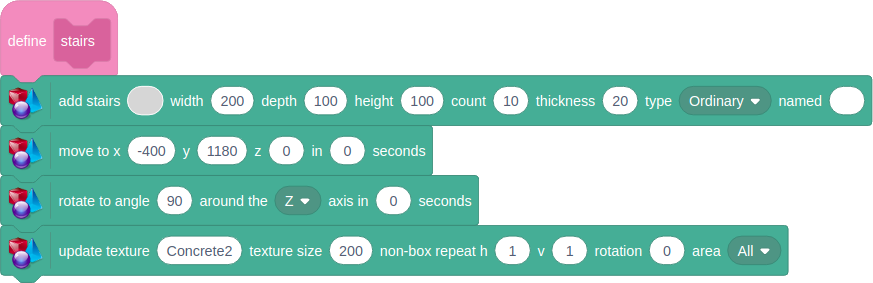 define stairs
add stairs width 200 depth 100 height 100 count 10 thickness 20 type Ordinary named
move to x -400 y 1180 z 0 in 0 seconds
rotate to angle 90 around the Z axis in 0 seconds
update texture Concrete2 texture size 200 non-box repeat h 1 v 1 rotation 0 area All